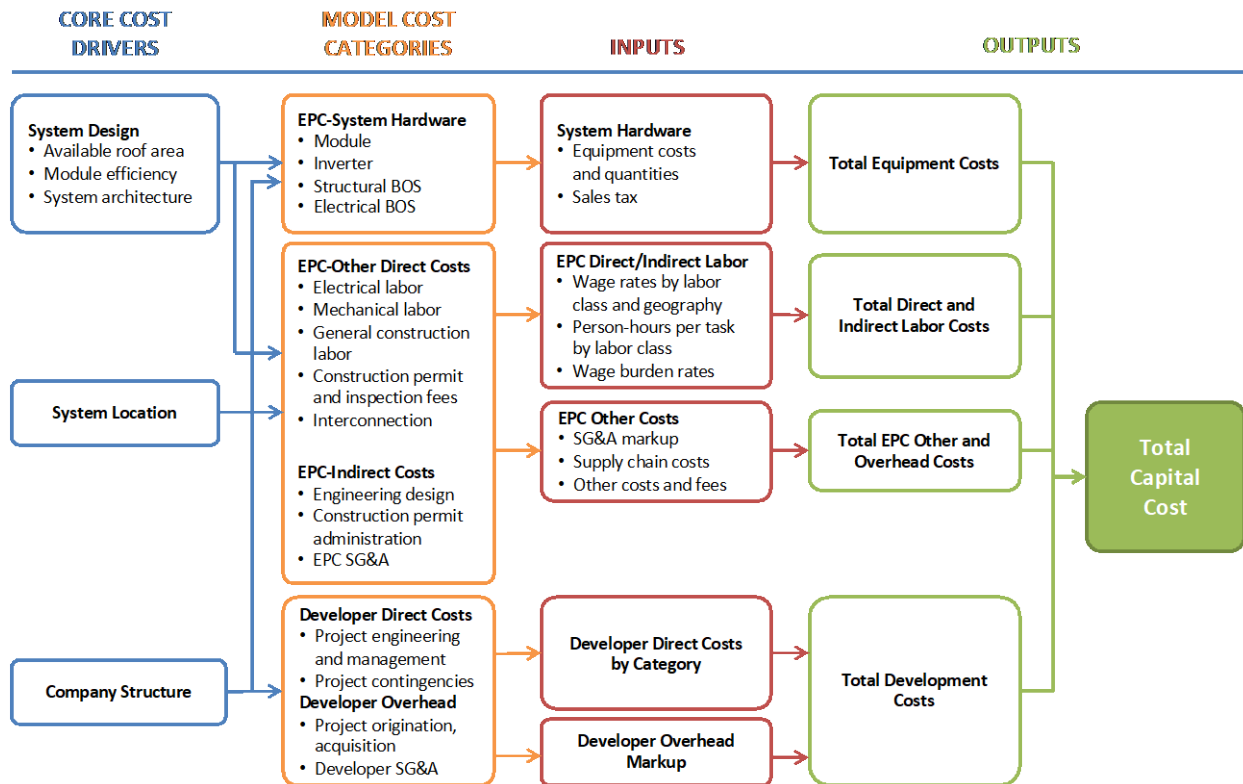 CORE COST
DRIVERS
MODEL COST
CATEGORIES
INPUTS
OUTPUTS
System Design
• Available roof area
• Module efficiency
• System architecture
System Location
Company Structure
EPC-System Hardware
• Module
• Inverter
• Structural BOS
• Electrical BOS
EPC-Other Direct Costs
• Electrical labor
• Mechanical labor
• General construction
labor
• Construction permit
and inspection fees
• Interconnection
EPC-Indirect Costs
• Engineering design
• Construction permit
administration
• EPC SG&A
Developer Direct Costs
• Project engineering
and management
• Project contingencies
Developer Overhead
• Project origination,
acquisition
• Developer SG&A
System Hardware
• Equipment costs
and quantities
• Sales tax
EPC Direct/Indirect Labor
• Wage rates by labor
class and geography
• Person-hours per task
by labor class
• Wage burden rates
EPC Other Costs
• SG&A markup
• Supply chain costs
• Other costs and fees
Developer Direct Costs
by Category
Developer Overhead
Markup
Total Equipment Costs
Total Direct and
Indirect Labor Costs
Total EPC Other and
Overhead Costs
Total Development
Costs
Total
Capital
Cost